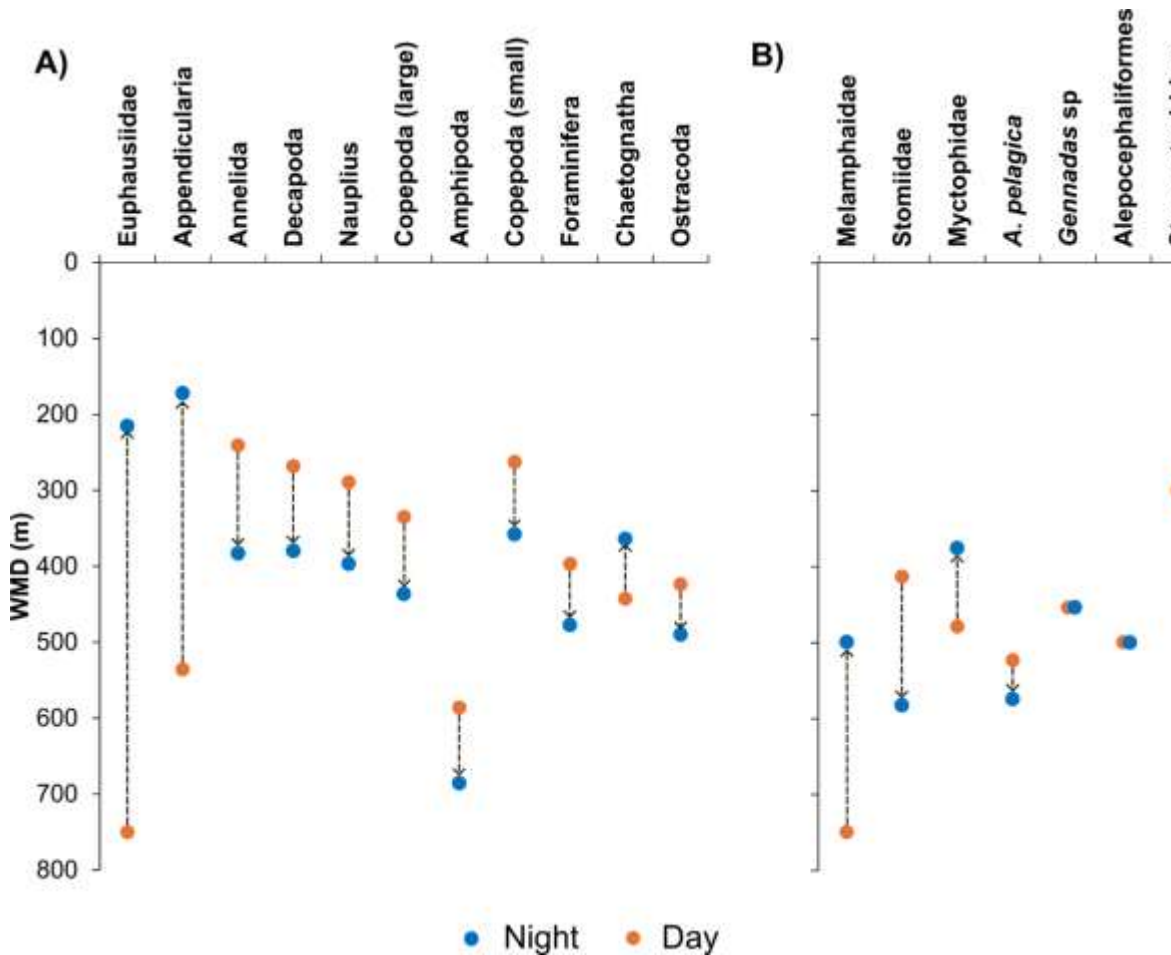 A)
Euphausiidae
Appendicularia
Annelida
Decapoda
Nauplius
Copepoda (large)
Amphipoda
Copepoda (small)
Foraminifera
Chaetognatha
Ostracoda
B)
Melamphaidae
Stomiidae
Myctophidae
A. pelagica
Gennadas sp
Alepocephaliformes
WMD (m)
0
100
200
300
400
500
600
700
800
Night
Day